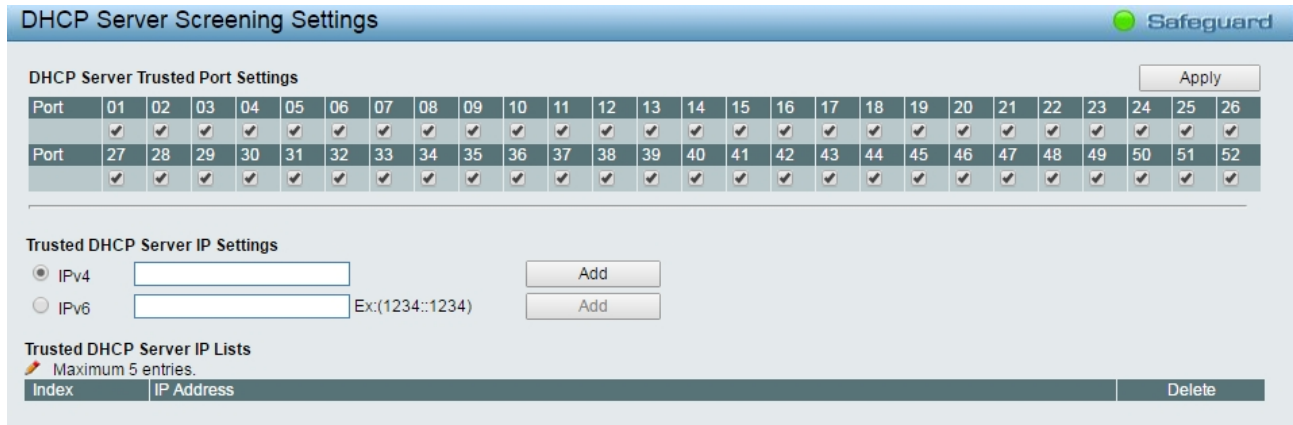 DHCP Server Screening Settings
Safeguard
DHCP Server Trusted Port Settings
Apply
Port 01 02 03 04 05 06 07 08 09 10 11 12 13 14 15 16 17 18 19 20 21 22 23 24 25 26
Port 27 28 29 30 31 32 33 34 35 36 37 38 39 40 41 42 43 44 45 46 47 48 49 50 51 52
Trusted DHCP Server IP Settings
IPv4 Add
IPv6 Ex:(1234::1234) Add
Trusted DHCP Server IP Lists
Maximum 5 entries.
Index IP Address Delete